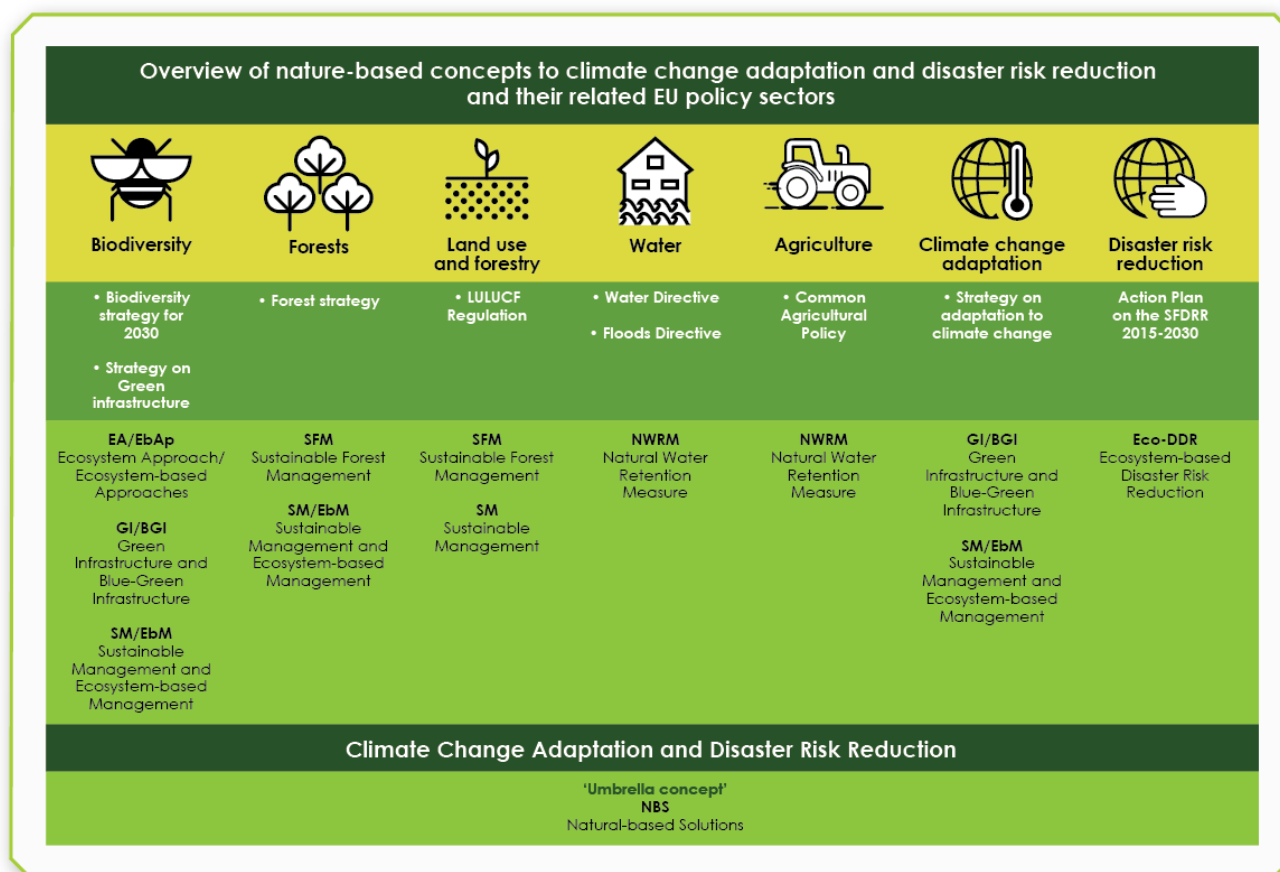 Overview of nature-based concepts to climate change adaptation and disaster risk reduction
and their related EU policy sectors
Biodiversity
Forests
Land use
and forestry
Water
Agriculture
Climate change
adaptation
Disaster risk
reduction
• Biodiversity
strategy for
2030
• Strategy on
Green
infrastructure
• Forest strategy
• LULUCF
Regulation
• Water Directive
• Floods Directive
• Common
Agricultural
Policy
• Strategy on
adaptation to
climate change
Action Plan
on the SFDRR
2015-2030
EA/EbAp
Ecosystem Approach/
Ecosystem-based
Approaches
GI/BGI
Green
Infrastructure and
Blue-Green
Infrastructure
SM/EbM
Sustainable
Management and
Ecosystem-based
Management
SFM
Sustainable Forest
Management
SM/EbM
Sustainable
Management and
Ecosystem-based
Management
SFM
Sustainable Forest
Management
SM
Sustainable
Management
NWRM
Natural Water
Retention
Measure
NWRM
Natural Water
Retention
Measure
GI/BGI
Green
Infrastructure and
Blue-Green
Infrastructure
SM/EbM
Sustainable
Management and
Ecosystem-based
Management
Eco-DDR
Ecosystem-based
Disaster Risk
Reduction
Climate Change Adaptation and Disaster Risk Reduction
'Umbrella concept'
NBS
Natural-based Solutions